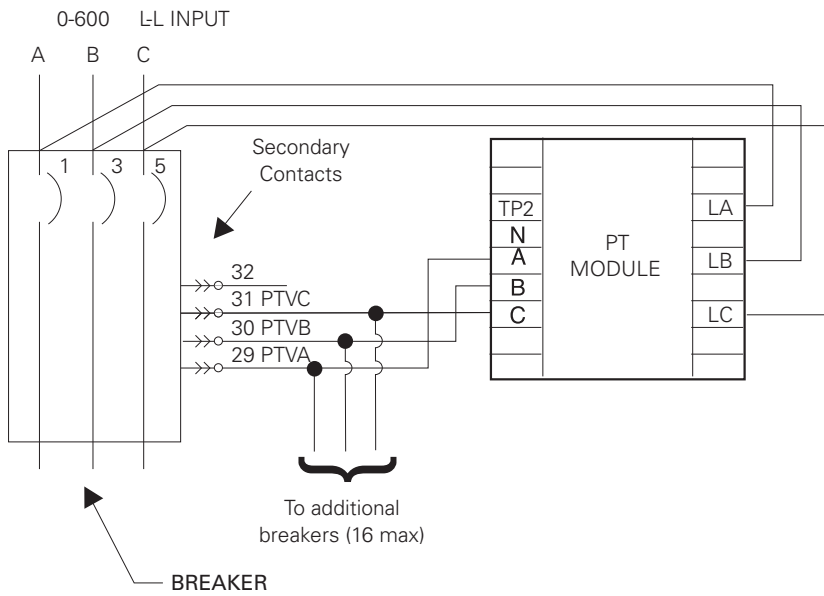 0-600 L-L INPUT
A B C
1 3 5
Secondary
Contacts
32
31 PTVC
30 PTVB
29 PTVA
TP2
N
A
B
C
PT
MODULE
LA
LB
LC
To additional
breakers (16 max)
BREAKER